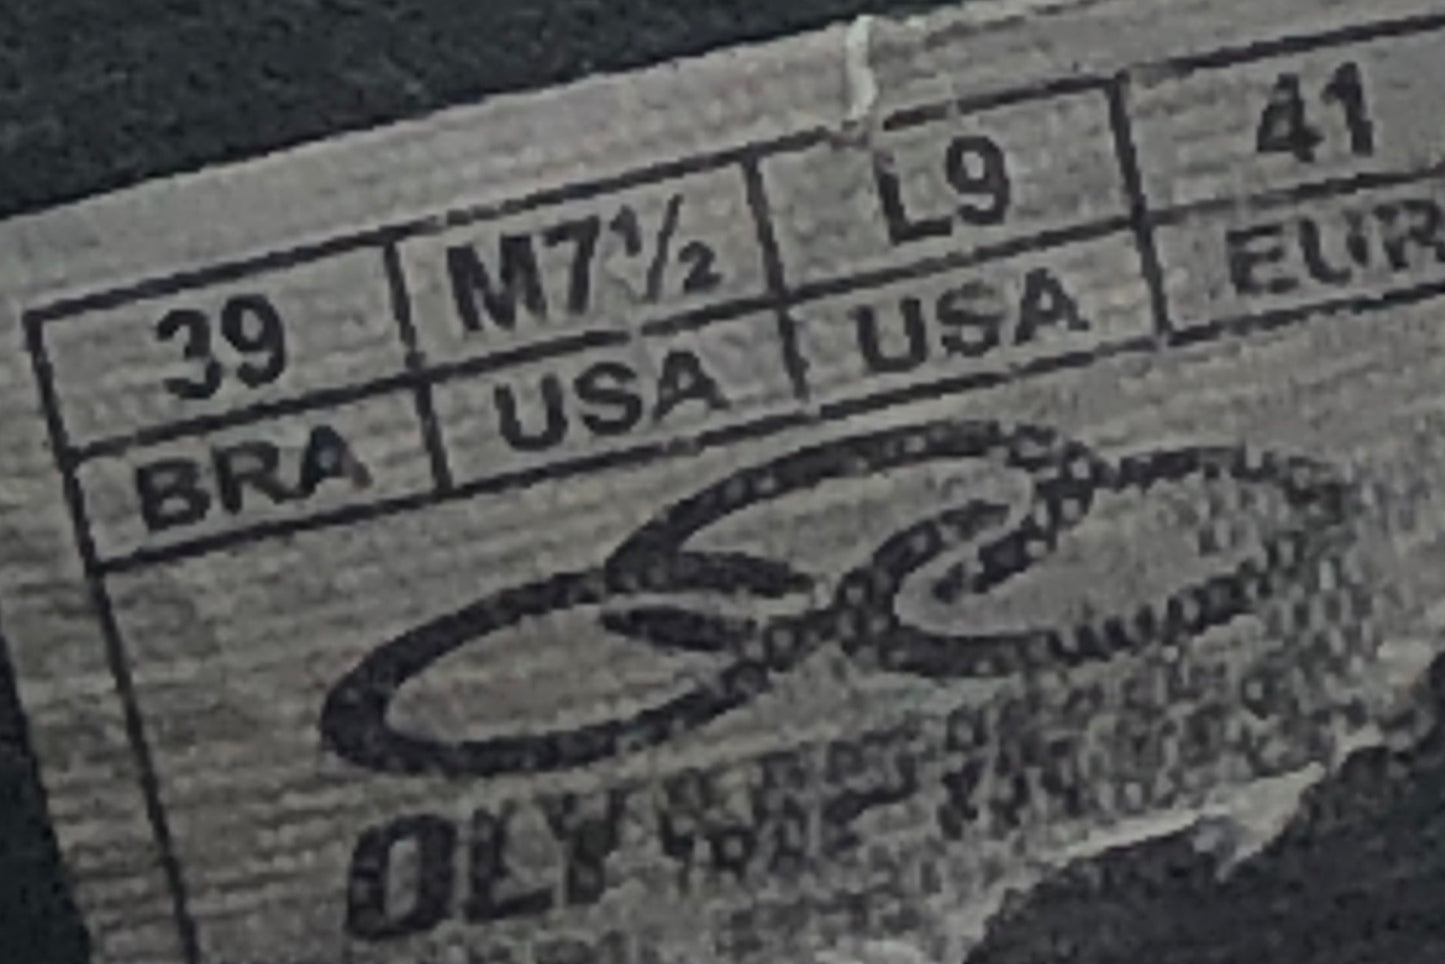 39 M7½ L9 41
BRA USA USA EUR